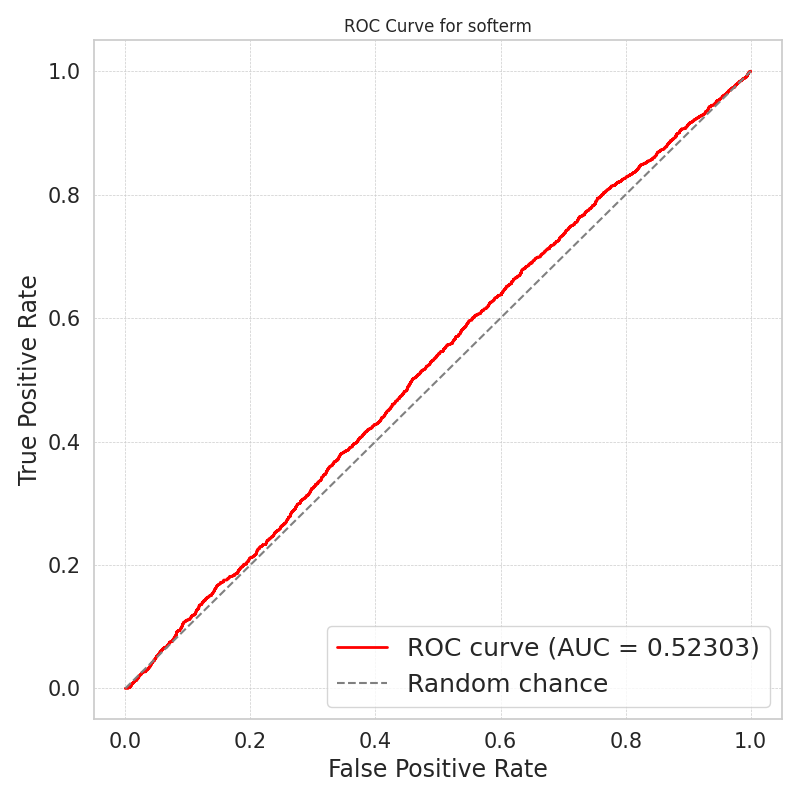 ROC Curve for softerm
True Positive Rate
1.0
0.8
0.6
0.4
0.2
0.0
ROC curve (AUC = 0.52303)
Random chance
0.0 0.2 0.4 0.6 0.8 1.0
False Positive Rate